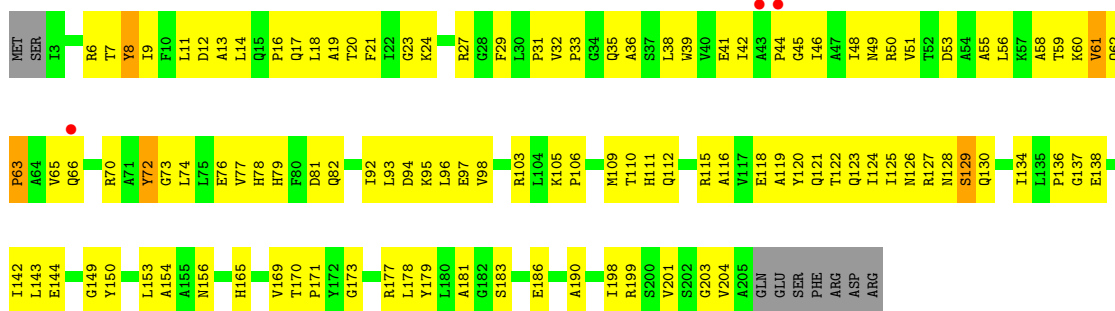 MET SER I3 R6 T7 Y8 I9 F10 L11 D12 A13 L14 Q15 P16 Q17 L18 A19 T20 F21 I22 G23 K24 R27 G28 F29 L30 P31 V32 P33 G34 Q35 A36 S37 L38 W39 V40 E41 I42 A43 P44 G45 I46 A47 I48 N49 R50 V51 T52 D53 A54 A55 L56 K57 A58 T59 K60 V61
P63 A64 V65 Q66 R70 A71 Y72 G73 L74 L75 E76 V77 H78 H79 F80 D81 Q82 I92 L93 D94 K95 L96 E97 V98 R103 L104 K105 P106 M109 T110 H111 Q112 R115 A116 V117 E118 A119 Y120 Q121 T122 Q123 I124 I125 N126 R127 N128 S129 Q130 I134 L135 P136 G137 E138
I142 L143 E144 G149 Y150 L153 A154 A155 N156 H165 V169 T170 P171 Y172 G173 R177 L178 Y179 L180 A181 G182 S183 E186 A190 I198 R199 S200 V201 S202 G203 V204 A205 GLN GLU SER PHE ARG ASP ARG